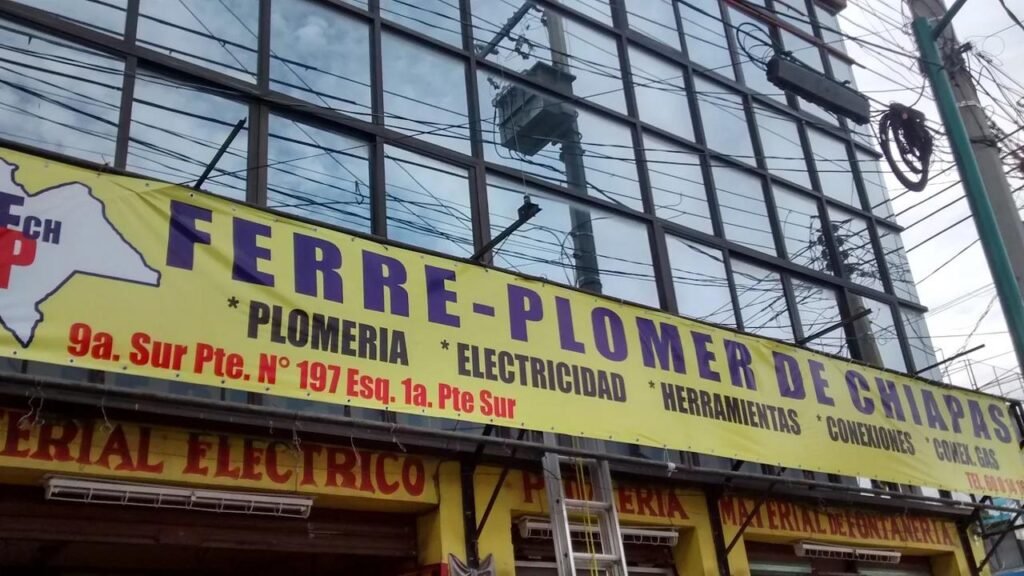 FERRE-PLOMER DE CHIAPAS
* PLOMERIA * ELECTRICIDAD * HERRAMIENTAS * CONEXIONES * CONEX. GAS
9a. Sur Pte. N° 197 Esq. 1a. Pte Sur
TEL.
ECH
P
ERIAL ELECTRICO
MATERIAL DE FONTANERIA